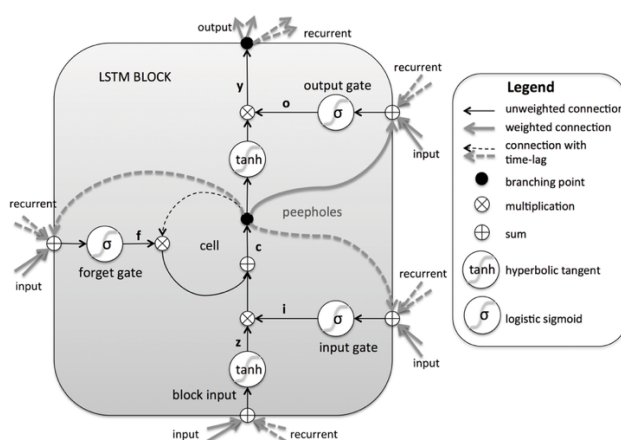 output
recurrent
LSTM BLOCK
recurrent
y
output gate
o
σ
input
tanh
recurrent
peepholes
f
σ
cell
c
forget gate
input
recurrent
i
σ
z
input gate
input
tanh
block input
input
recurrent
Legend
unweighted connection
weighted connection
connection with
time-lag
branching point
multiplication
sum
tanh
hyperbolic tangent
σ
logistic sigmoid